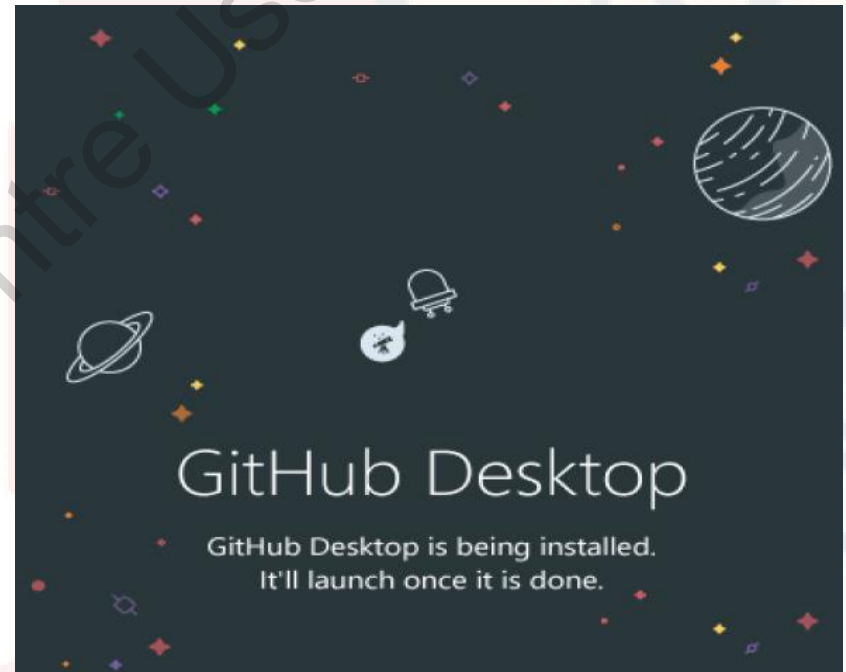 GitHub Desktop
GitHub Desktop is being installed.
It'll launch once it is done.